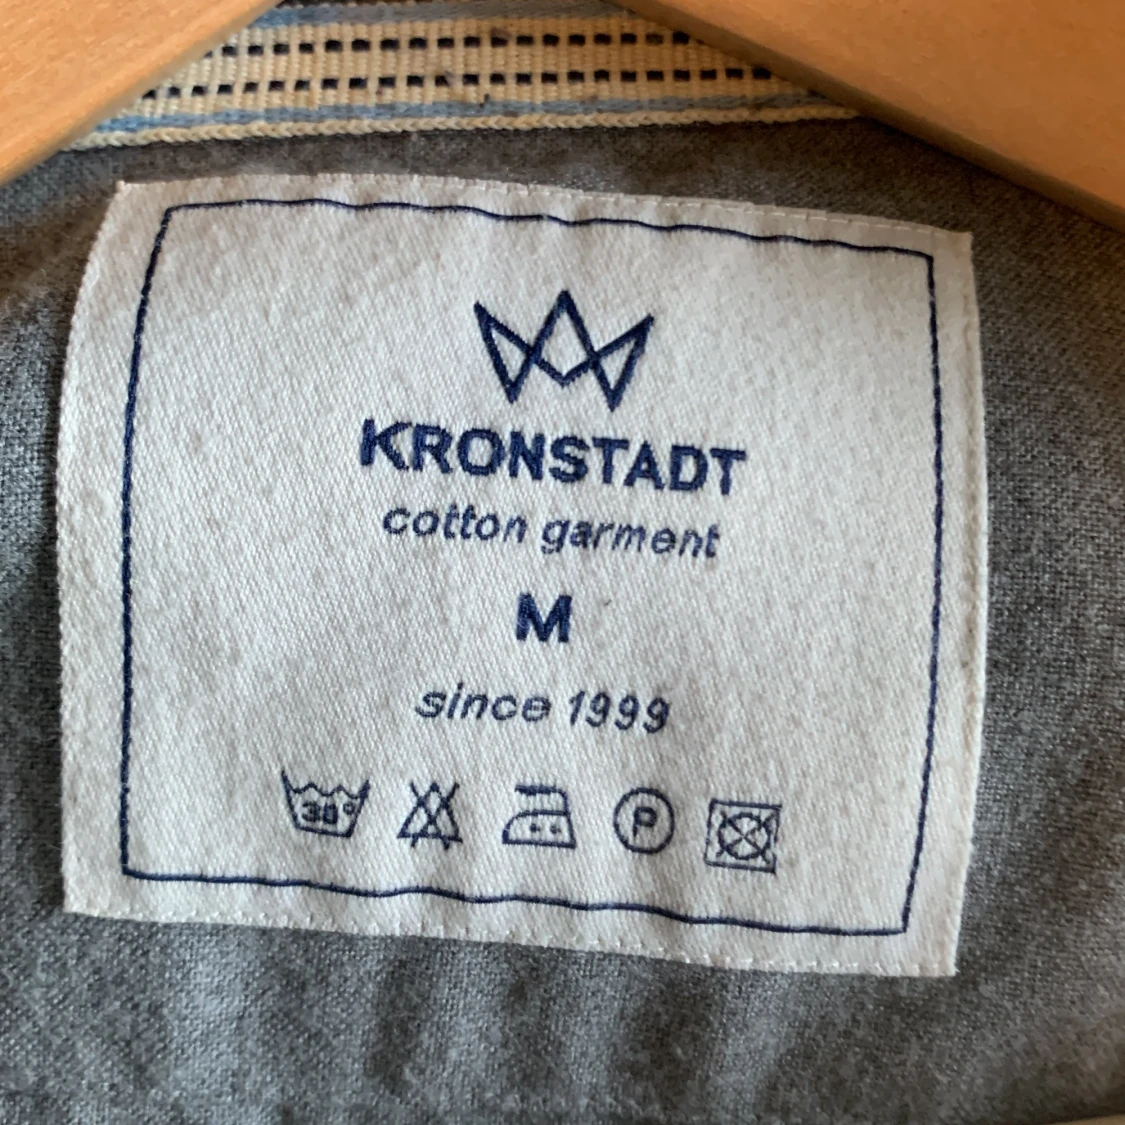 KRONSTADT
cotton garment
M
since 1999
30°
P